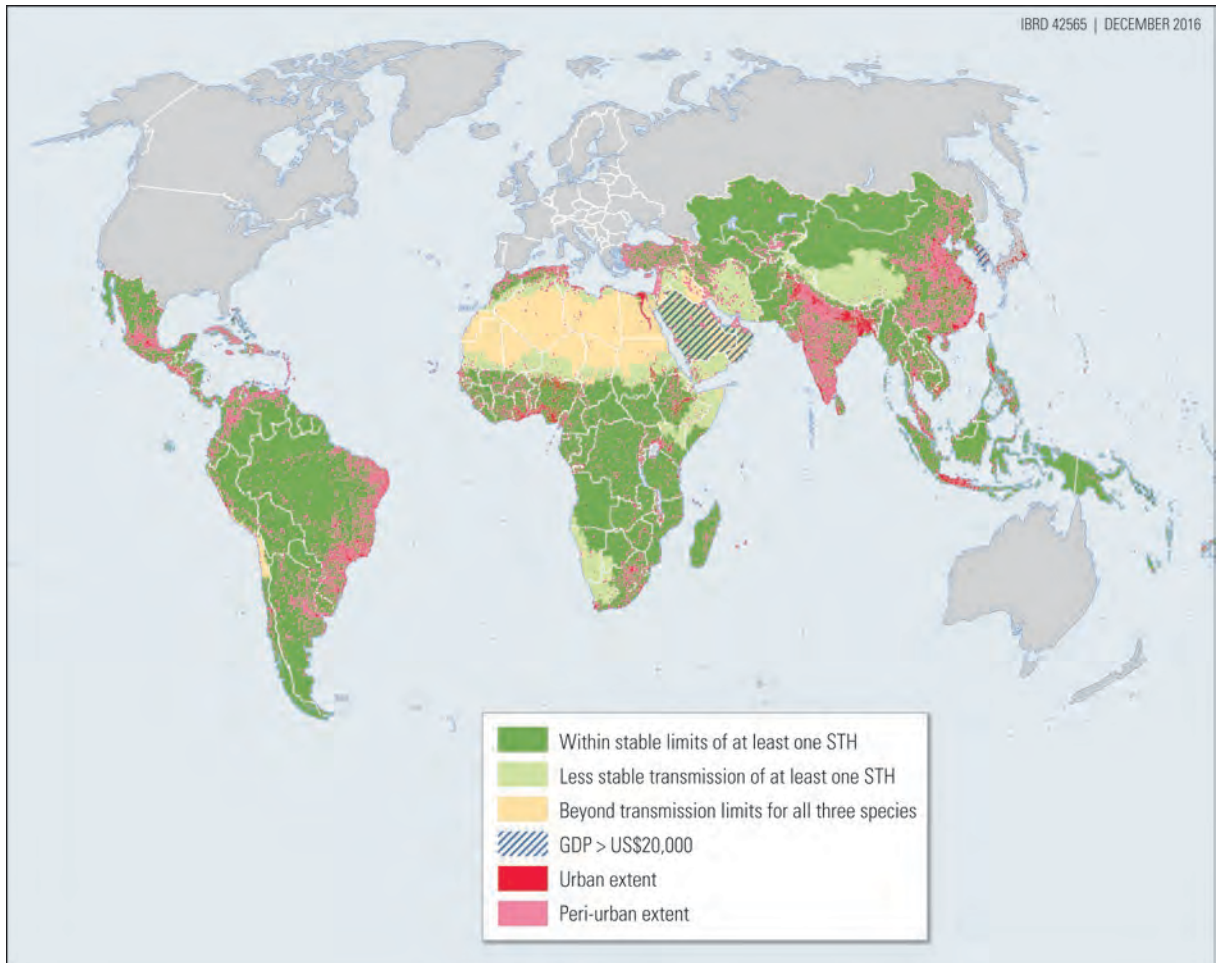 IBRD 42565 | DECEMBER 2016
Within stable limits of at least one STH
Less stable transmission of at least one STH
Beyond transmission limits for all three species
GDP > US$20,000
Urban extent
Peri-urban extent